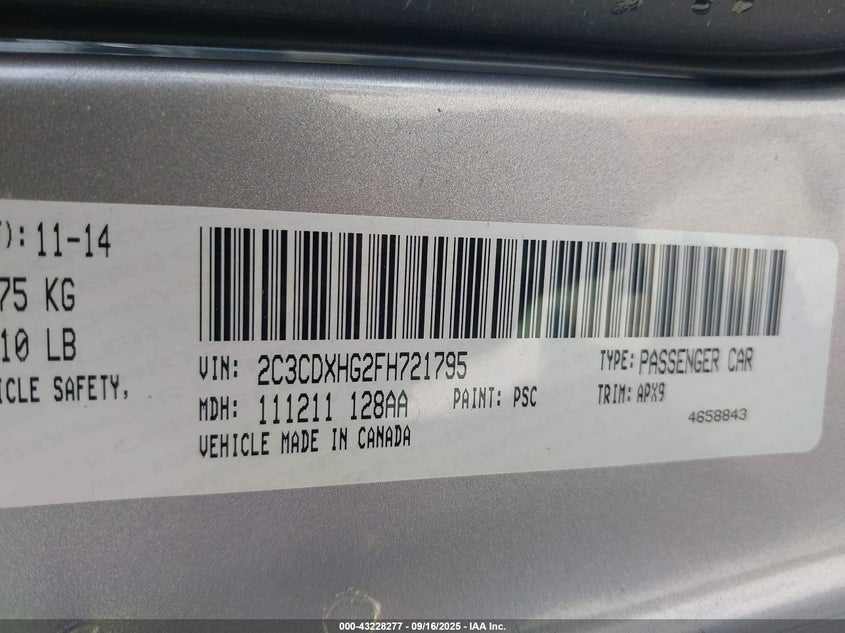 ): 11-14
75 KG
10 LB
ICLE SAFETY,
VIN: 2C3CDXHG2FH721795
TYPE: PASSENGER CAR
MDH: 111211 128AA
PAINT: PSC
TRIM: APX9
VEHICLE MADE IN CANADA
4658843
000-43228277 - 09/16/2025 - IAA Inc.